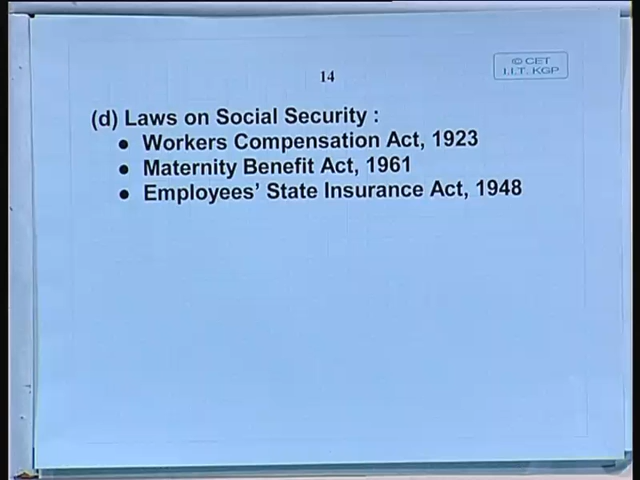 14
© CET
I.I.T. KGP
(d) Laws on Social Security :
● Workers Compensation Act, 1923
● Maternity Benefit Act, 1961
● Employees' State Insurance Act, 1948